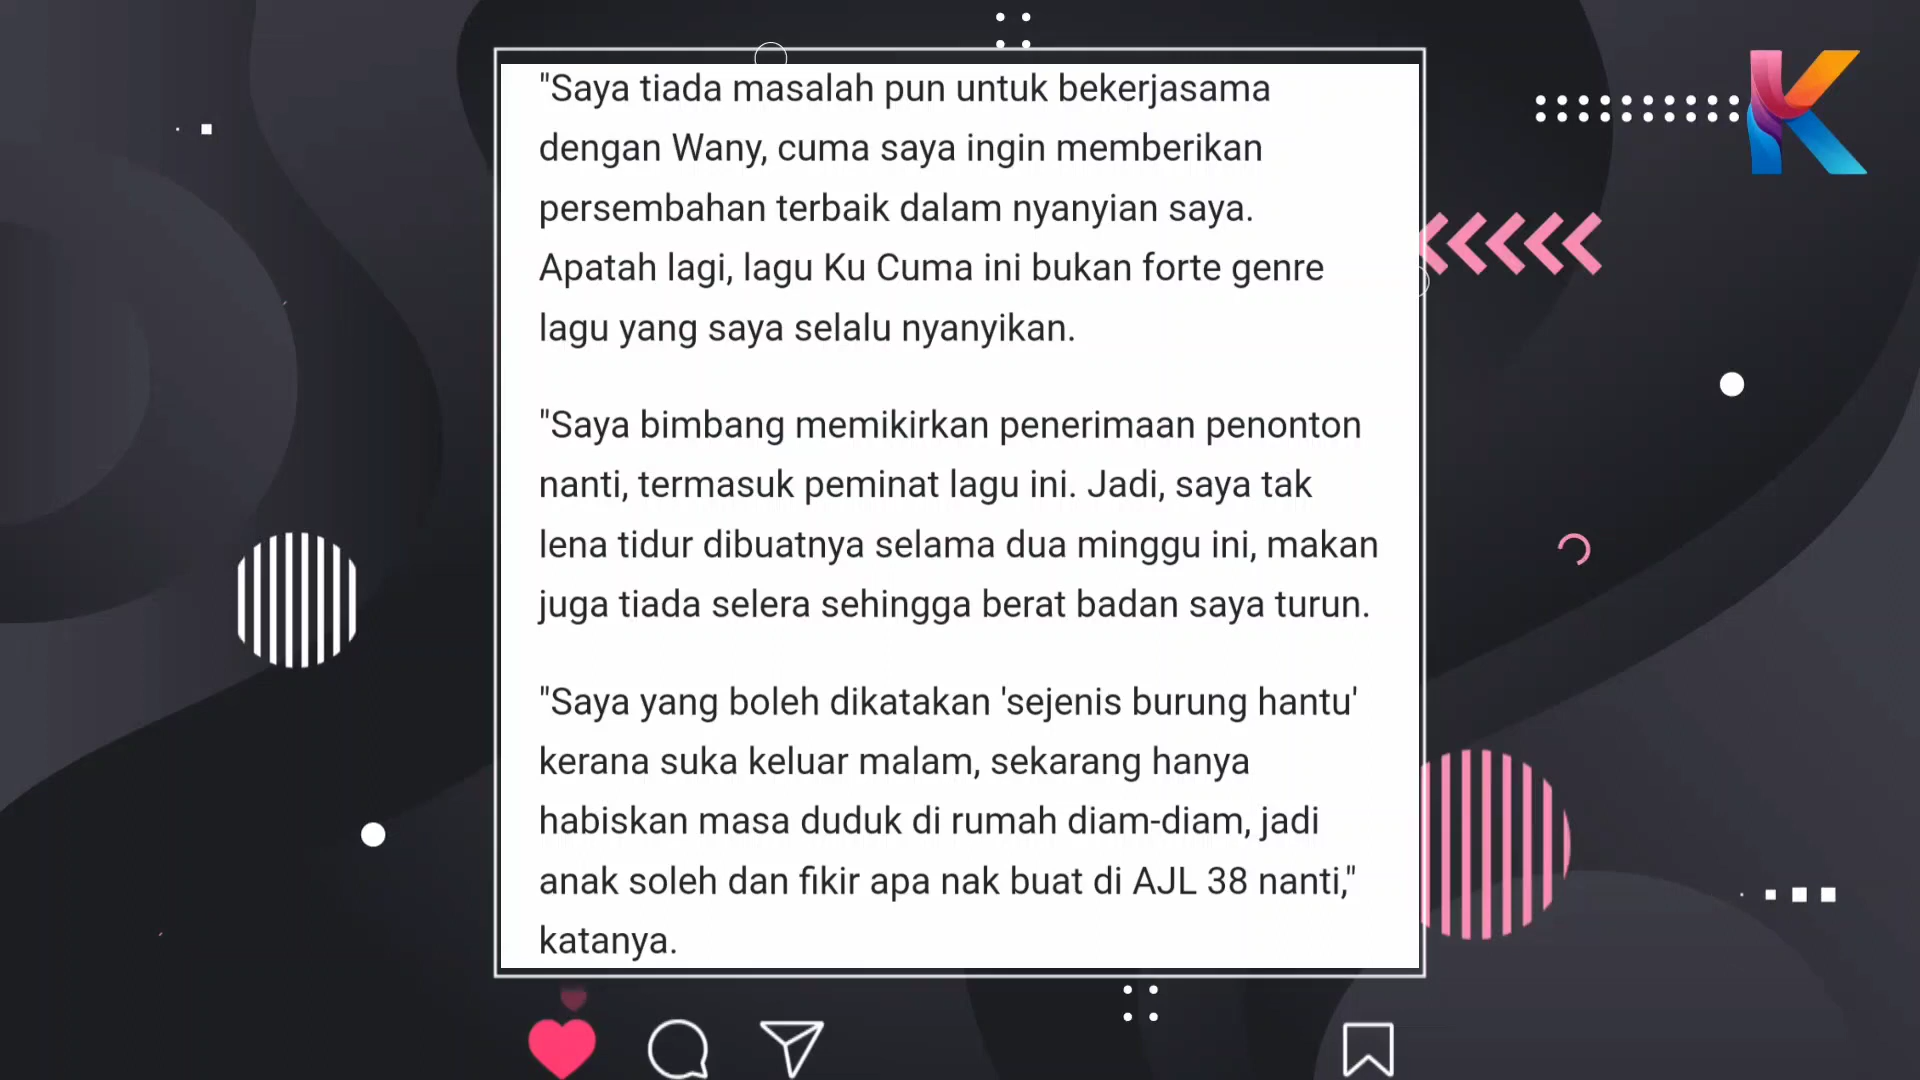 "Saya tiada masalah pun untuk bekerjasama
dengan Wany, cuma saya ingin memberikan
persembahan terbaik dalam nyanyian saya.
Apatah lagi, lagu Ku Cuma ini bukan forte genre
lagu yang saya selalu nyanyikan.
"Saya bimbang memikirkan penerimaan penonton
nanti, termasuk peminat lagu ini. Jadi, saya tak
lena tidur dibuatnya selama dua minggu ini, makan
juga tiada selera sehingga berat badan saya turun.
"Saya yang boleh dikatakan 'sejenis burung hantu'
kerana suka keluar malam, sekarang hanya
habiskan masa duduk di rumah diam-diam, jadi
anak soleh dan fikir apa nak buat di AJL 38 nanti,"
katanya.
K